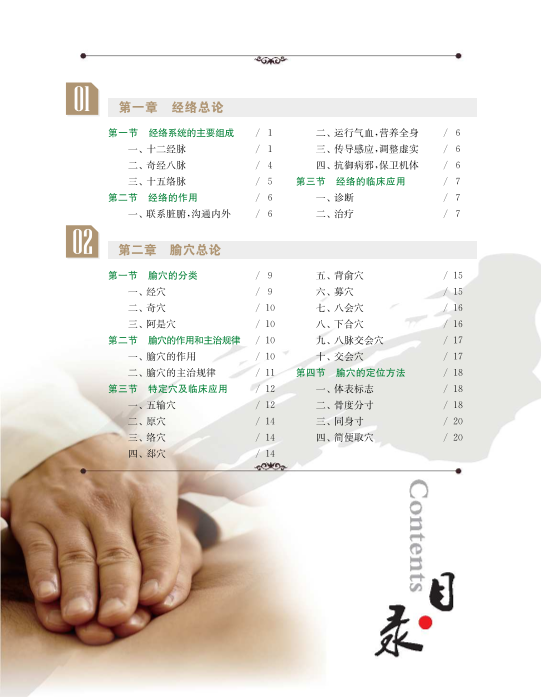 01
第一章 经络总论
第一节 经络系统的主要组成 / 1
一、十二经脉 / 1
二、奇经八脉 / 4
三、十五络脉 / 5
第二节 经络的作用 / 6
一、联系脏腑,沟通内外 / 6
二、运行气血,营养全身 / 6
三、传导感应,调整虚实 / 6
四、抗御病邪,保卫机体 / 6
第三节 经络的临床应用 / 7
一、诊断 / 7
二、治疗 / 7
02
第二章 腧穴总论
第一节 腧穴的分类 / 9
一、经穴 / 9
二、奇穴 / 10
三、阿是穴 / 10
第二节 腧穴的作用和主治规律 / 10
一、腧穴的作用 / 10
二、腧穴的主治规律 / 11
第三节 特定穴及临床应用 / 12
一、五输穴 / 12
二、原穴 / 14
三、络穴 / 14
四、郄穴 / 14
五、背俞穴 / 15
六、募穴 / 15
七、八会穴 / 16
八、下合穴 / 16
九、八脉交会穴 / 17
十、交会穴 / 17
第四节 腧穴的定位方法 / 18
一、体表标志 / 18
二、骨度分寸 / 18
三、同身寸 / 20
四、简便取穴 / 20
Contents
目录